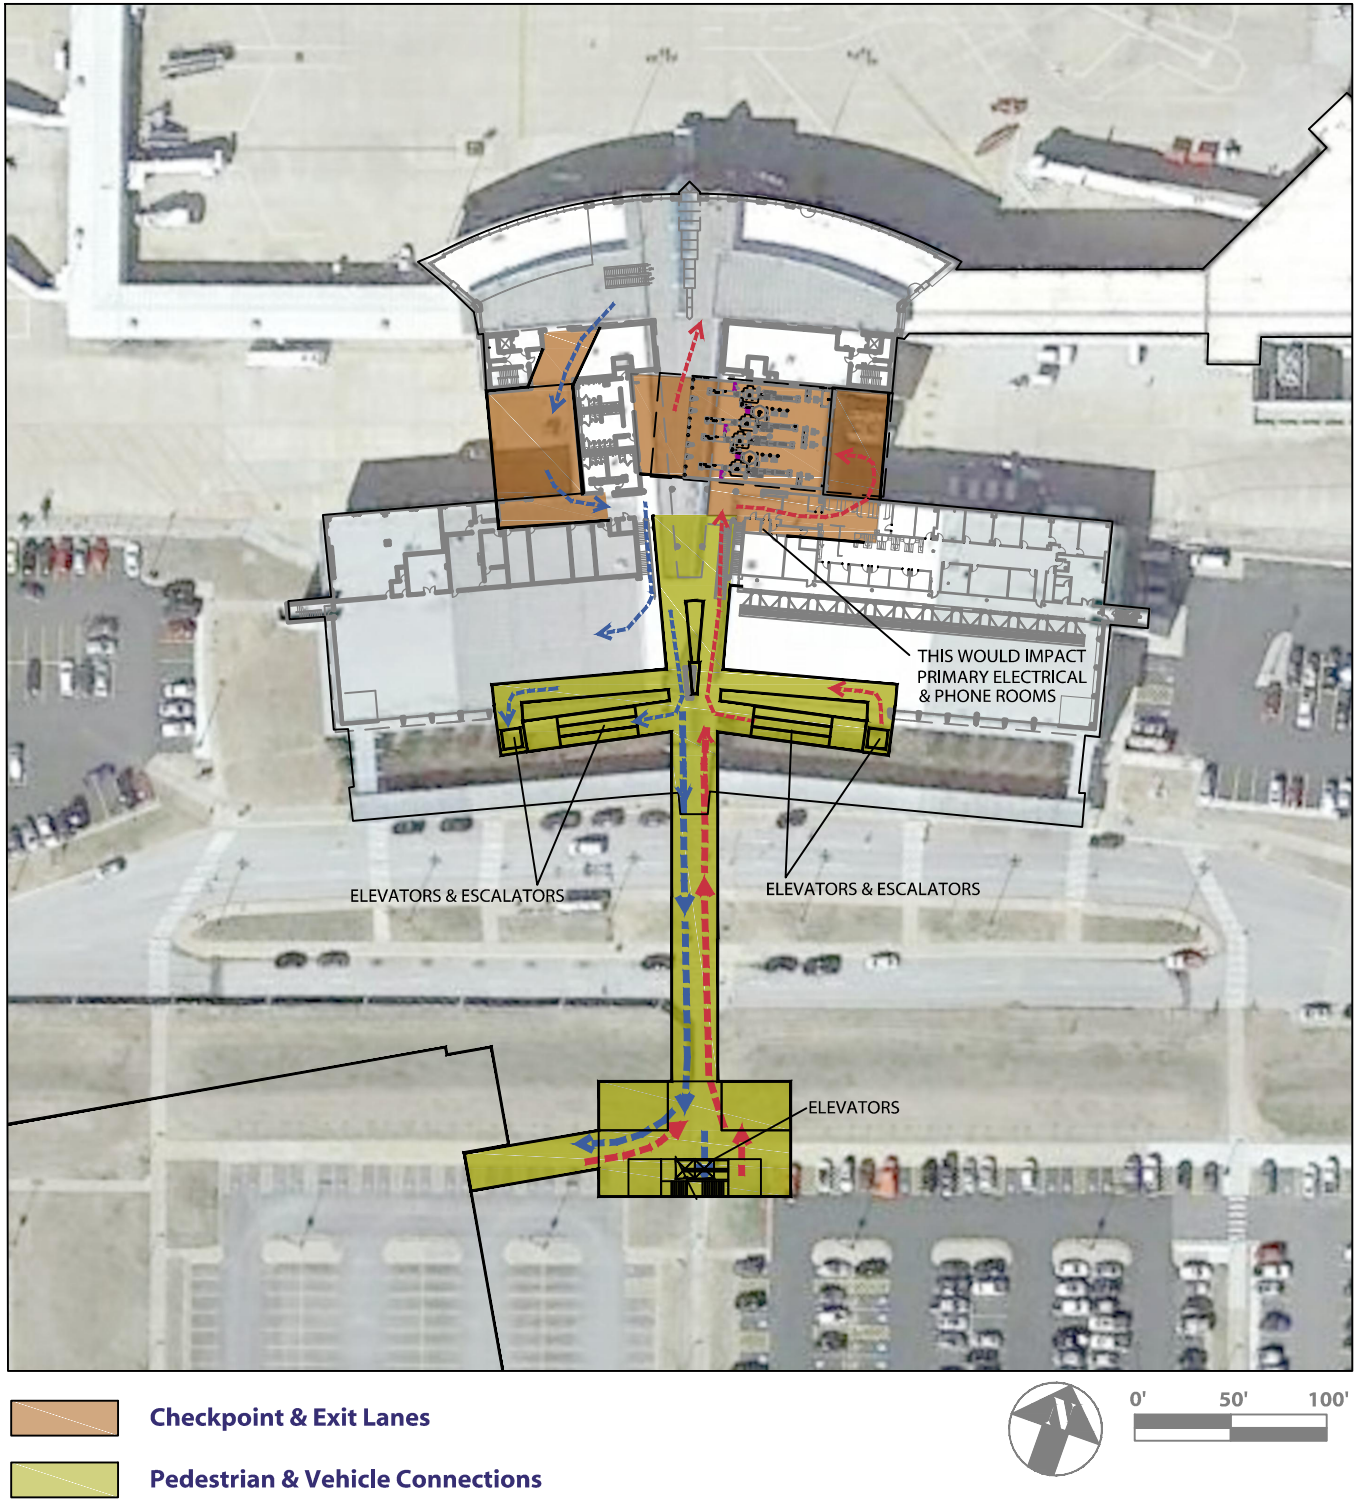 THIS WOULD IMPACT
PRIMARY ELECTRICAL
& PHONE ROOMS
ELEVATORS & ESCALATORS
ELEVATORS & ESCALATORS
ELEVATORS
Checkpoint & Exit Lanes
Pedestrian & Vehicle Connections
0' 50' 100'